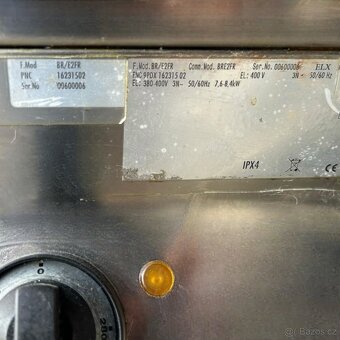 F.Mod BR/E2FR
PNC 16231502
Ser.No 00600006
F.Mod. BR/E2FR Comm.Mod. BRE2FR Ser.No. 00600006 ELX
PNC 9PDX 162315 02 EL: 400 V 3N~ 50/60 Hz
EL: 380-400V 3N~ 50/60Hz 7,6-8,4kW
IPX4
CE
0
280
Bazos.cz